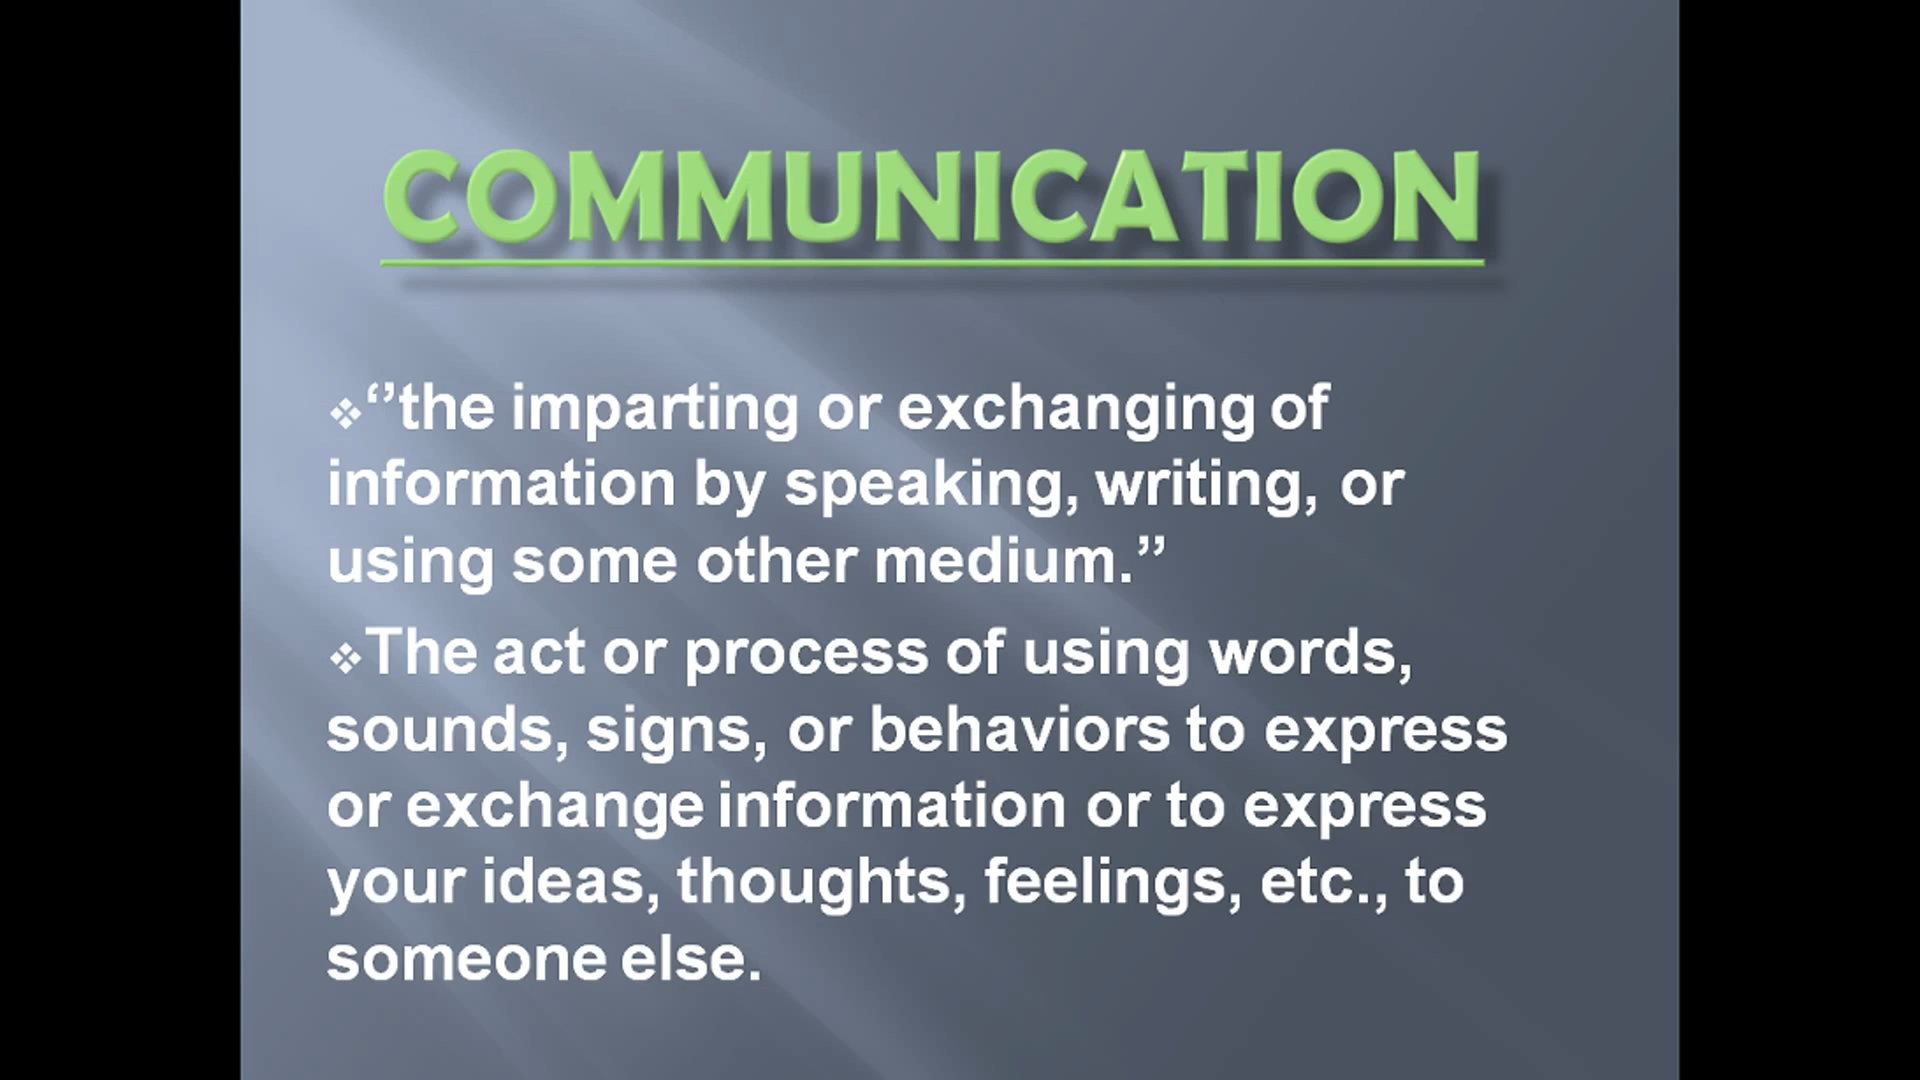 COMMUNICATION
❖‘’the imparting or exchanging of
information by speaking, writing, or
using some other medium.’’
❖The act or process of using words,
sounds, signs, or behaviors to express
or exchange information or to express
your ideas, thoughts, feelings, etc., to
someone else.